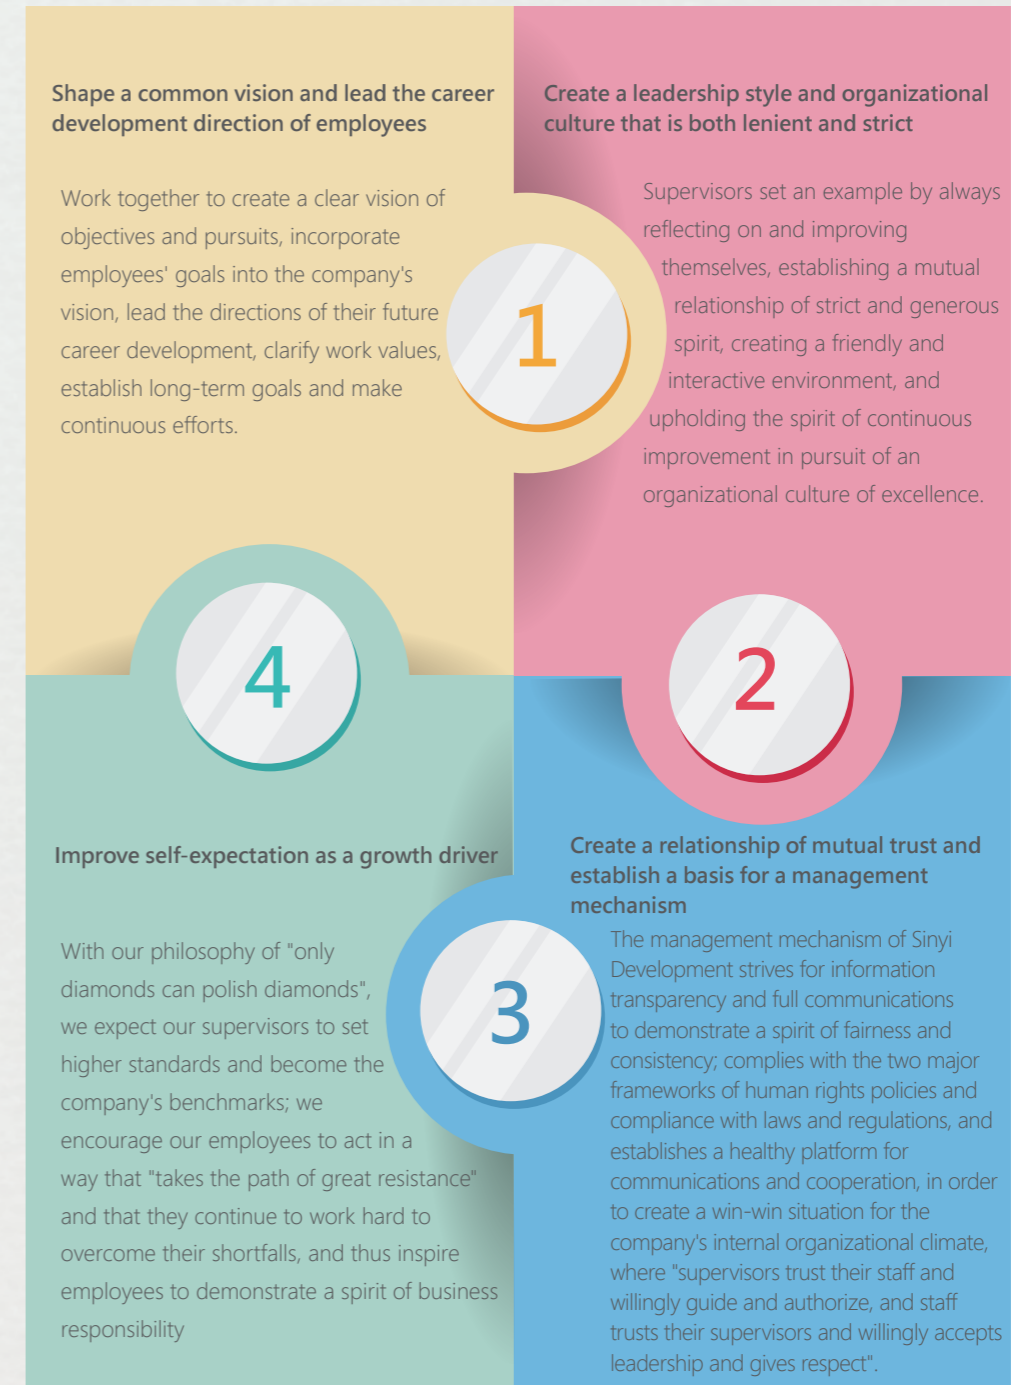 Shape a common vision and lead the career
development direction of employees
Work together to create a clear vision of
objectives and pursuits, incorporate
employees' goals into the company's
vision, lead the directions of their future
career development, clarify work values,
establish long-term goals and make
continuous efforts.
1
Create a leadership style and organizational
culture that is both lenient and strict
Supervisors set an example by always
reflecting on and improving
themselves, establishing a mutual
relationship of strict and generous
spirit, creating a friendly and
interactive environment, and
upholding the spirit of continuous
improvement in pursuit of an
organizational culture of excellence.
2
Create a relationship of mutual trust and
establish a basis for a management
mechanism
The management mechanism of Sinyi
Development strives for information
transparency and full communications
to demonstrate a spirit of fairness and
consistency; complies with the two major
frameworks of human rights policies and
compliance with laws and regulations, and
establishes a healthy platform for
communications and cooperation, in order
to create a win-win situation for the
company's internal organizational climate,
where "supervisors trust their staff and
willingly guide and authorize, and staff
trusts their supervisors and willingly accepts
leadership and gives respect".
3
4
Improve self-expectation as a growth driver
With our philosophy of "only
diamonds can polish diamonds",
we expect our supervisors to set
higher standards and become the
company's benchmarks; we
encourage our employees to act in a
way that "takes the path of great resistance"
and that they continue to work hard to
overcome their shortfalls, and thus inspire
employees to demonstrate a spirit of business
responsibility